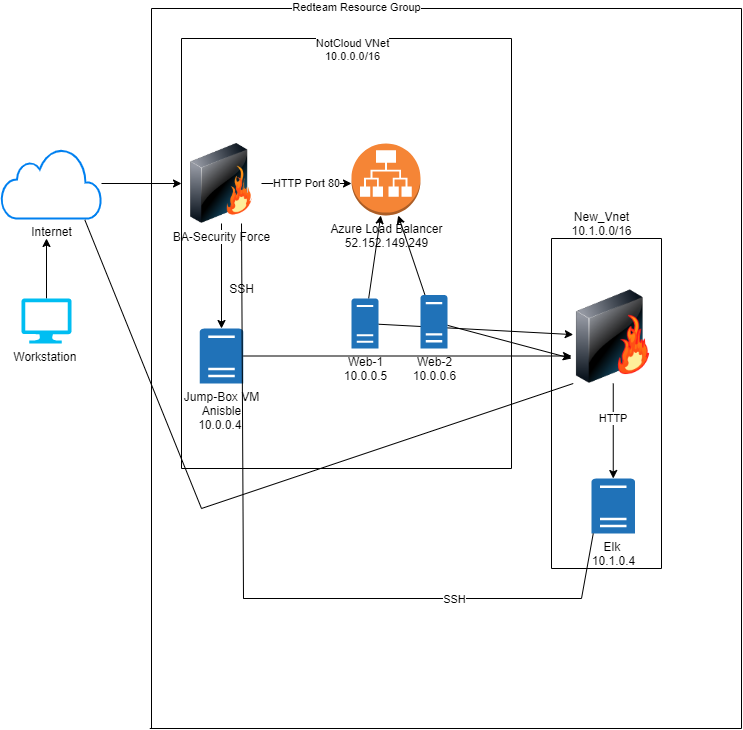 Redteam Resource Group
NotCloud VNet
10.0.0.0/16
HTTP Port 80
Internet
BA-Security Force
Azure Load Balancer
52.152.149.249
New_Vnet
10.1.0.0/16
SSH
Workstation
Web-1
10.0.0.5
Web-2
10.0.0.6
Jump-Box VM
Anisble
10.0.0.4
HTTP
Elk
10.1.0.4
SSH